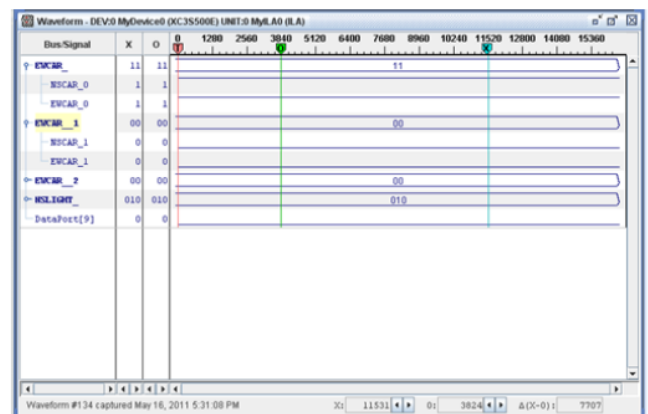 Waveform - DEV:0 MyDevice0 (XC3S500E) UNIT:0 MyILA0 (ILA)
Bus/Signal X O 0 1280 2560 3840 5120 6400 7680 8960 10240 11520 12800 14080 15360
T O X
EWCAR_ 11 11 11
NSCAR_0 1 1
EWCAR_0 1 1
EWCAR__1 00 00 00
NSCAR_1 0 0
EWCAR_1 0 0
EWCAR__2 00 00 00
NSLIGHT_ 010 010 010
DataPort[9] 0 0
Waveform #134 captured May 16, 2011 5:31:08 PM X: 11531 O: 3824 Δ(X-O): 7707